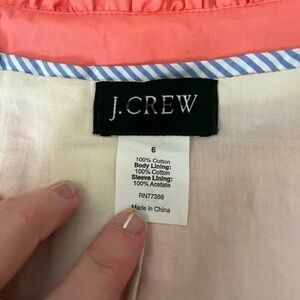 J.CREW
6
100% Cotton
Body Lining:
100% Cotton
Sleeve Lining:
100% Acetate
RN77388
Made in China